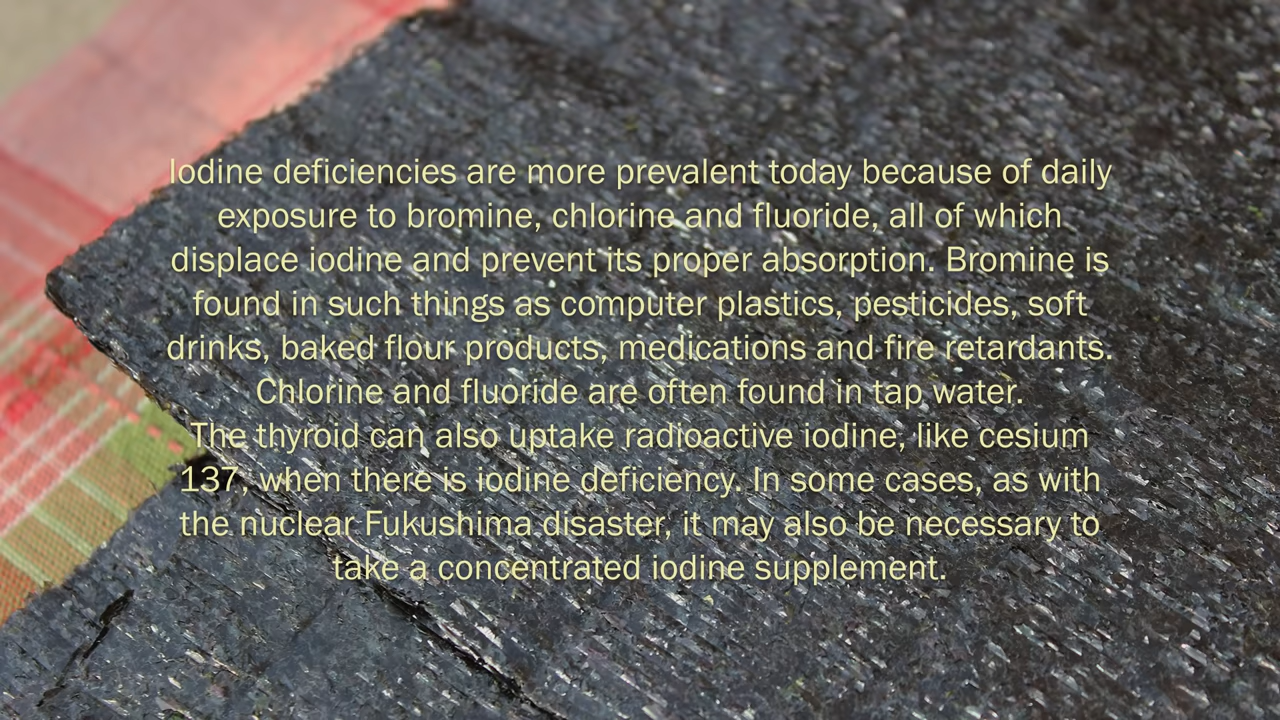 Iodine deficiencies are more prevalent today because of daily
exposure to bromine, chlorine and fluoride, all of which
displace iodine and prevent its proper absorption. Bromine is
found in such things as computer plastics, pesticides, soft
drinks, baked flour products, medications and fire retardants.
Chlorine and fluoride are often found in tap water.
The thyroid can also uptake radioactive iodine, like cesium
137, when there is iodine deficiency. In some cases, as with
the nuclear Fukushima disaster, it may also be necessary to
take a concentrated iodine supplement.